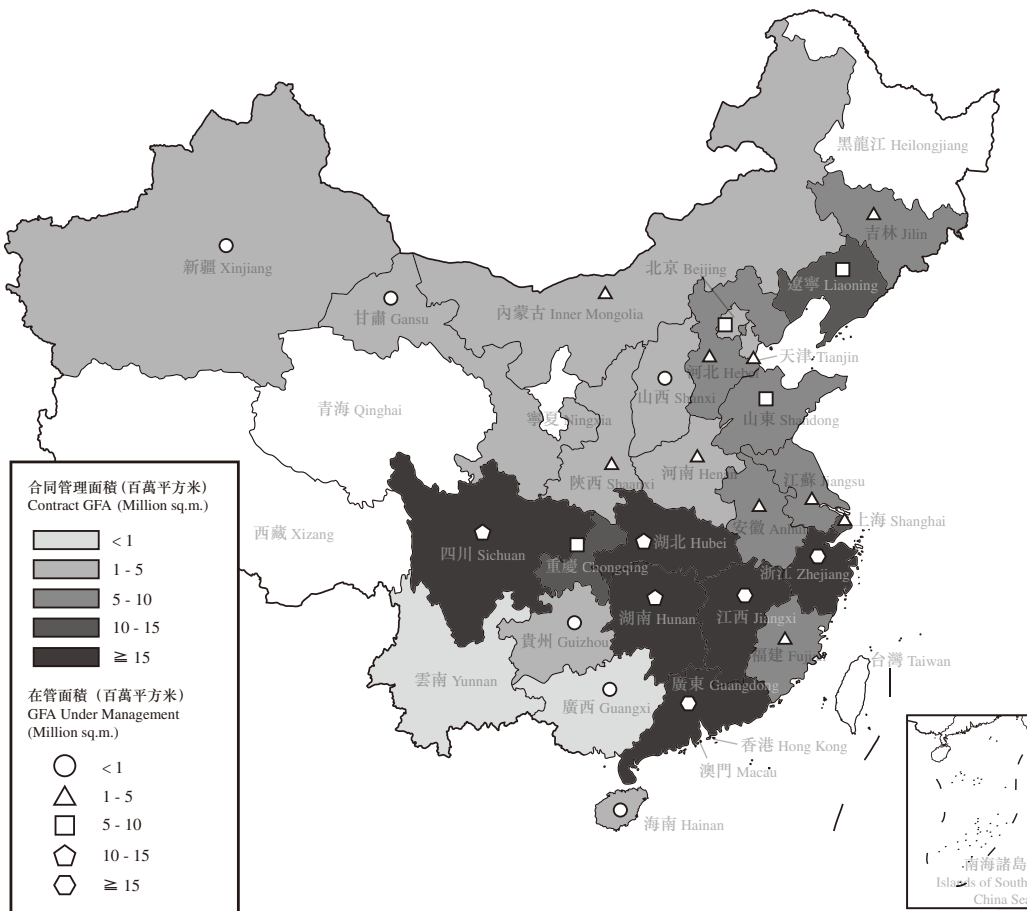 黑龍江 Heilongjiang
吉林 Jilin
北京 Beijing
遼寧 Liaoning
新疆 Xinjiang
甘肅 Gansu
內蒙古 Inner Mongolia
天津 Tianjin
河北 Hebei
山西 Shanxi
青海 Qinghai
寧夏 Ningxia
山東 Shandong
河南 Henan
陝西 Shaanxi
江蘇 Jiangsu
安徽 Anhui
上海 Shanghai
西藏 Xizang
四川 Sichuan
湖北 Hubei
重慶 Chongqing
浙江 Zhejiang
湖南 Hunan
江西 Jiangxi
貴州 Guizhou
福建 Fujian
台灣 Taiwan
雲南 Yunnan
廣西 Guangxi
廣東 Guangdong
香港 Hong Kong
澳門 Macau
海南 Hainan
合同管理面積 (百萬平方米)
Contract GFA (Million sq.m.)
< 1
1 - 5
5 - 10
10 - 15
≧ 15
在管面積 (百萬平方米)
GFA Under Management
(Million sq.m.)
< 1
1 - 5
5 - 10
10 - 15
≧ 15
南海諸島
Islands of South
China Sea